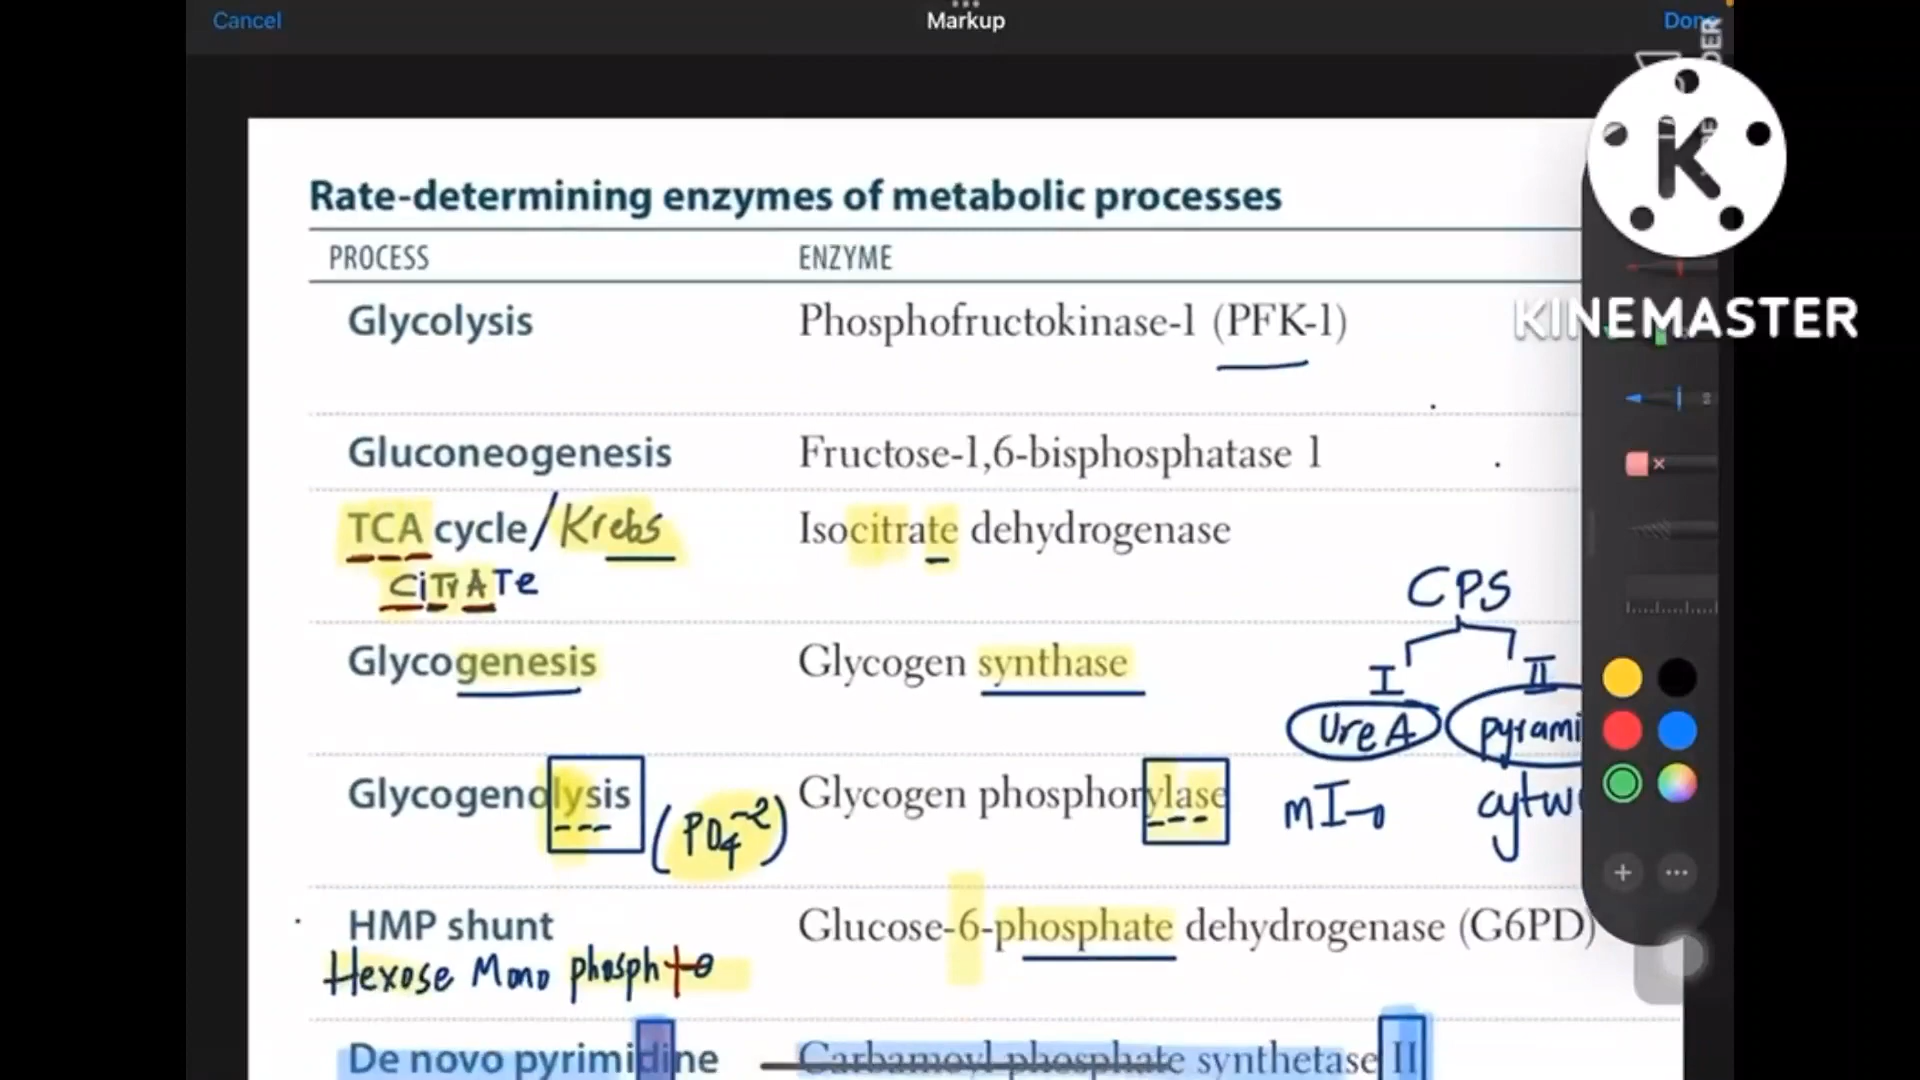 Cancel
Markup
KINEMASTER
Rate-determining enzymes of metabolic processes
PROCESS ENZYME
Glycolysis Phosphofructokinase-1 (PFK-1)
Gluconeogenesis Fructose-1,6-bisphosphatase 1
TCA cycle/Krebs Isocitrate dehydrogenase
CiTrATe
CPS
Glycogenesis Glycogen synthase
I II
UreA
Glycogenolysis (PO4-2) Glycogen phosphorylase
HMP shunt Glucose-6-phosphate dehydrogenase (G6PD)
Hexose Mono
De novo pyrimidine Carbamoyl phosphate synthetase II